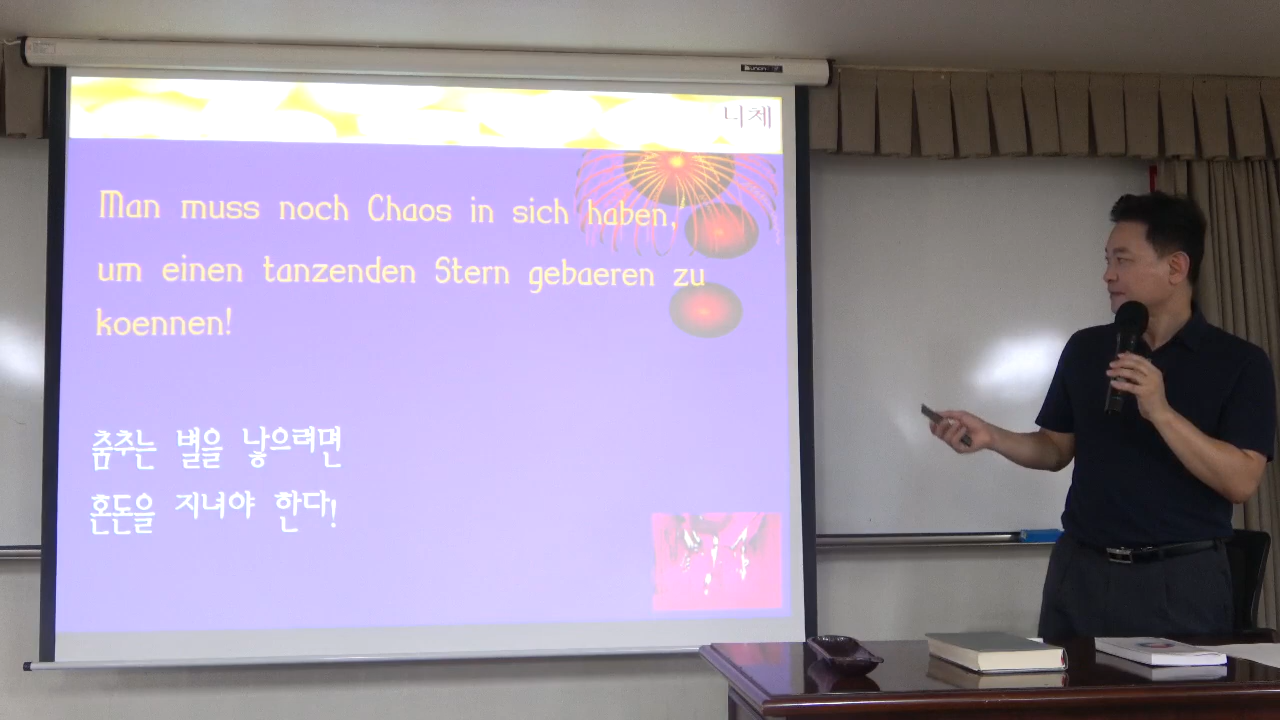 니체
Man muss noch Chaos in sich haben,
um einen tanzenden Stern gebaeren zu
koennen!
춤추는 별을 낳으려면
혼돈을 지녀야 한다!